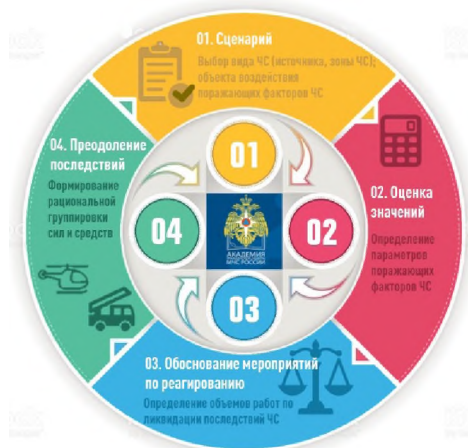 01. Сценарий
Выбор вида ЧС (источника, зоны ЧС);
объекта воздействия
поражающих факторов ЧС
02. Оценка
значений
Определение
параметров
поражающих
факторов ЧС
03. Обоснование мероприятий
по реагированию
Определение объемов работ по
ликвидации последствий ЧС
04. Преодоление
последствий
Формирование
рациональной
группировки
сил и средств
01
02
03
04
АКАДЕМИЯ
МЧС РОССИИ